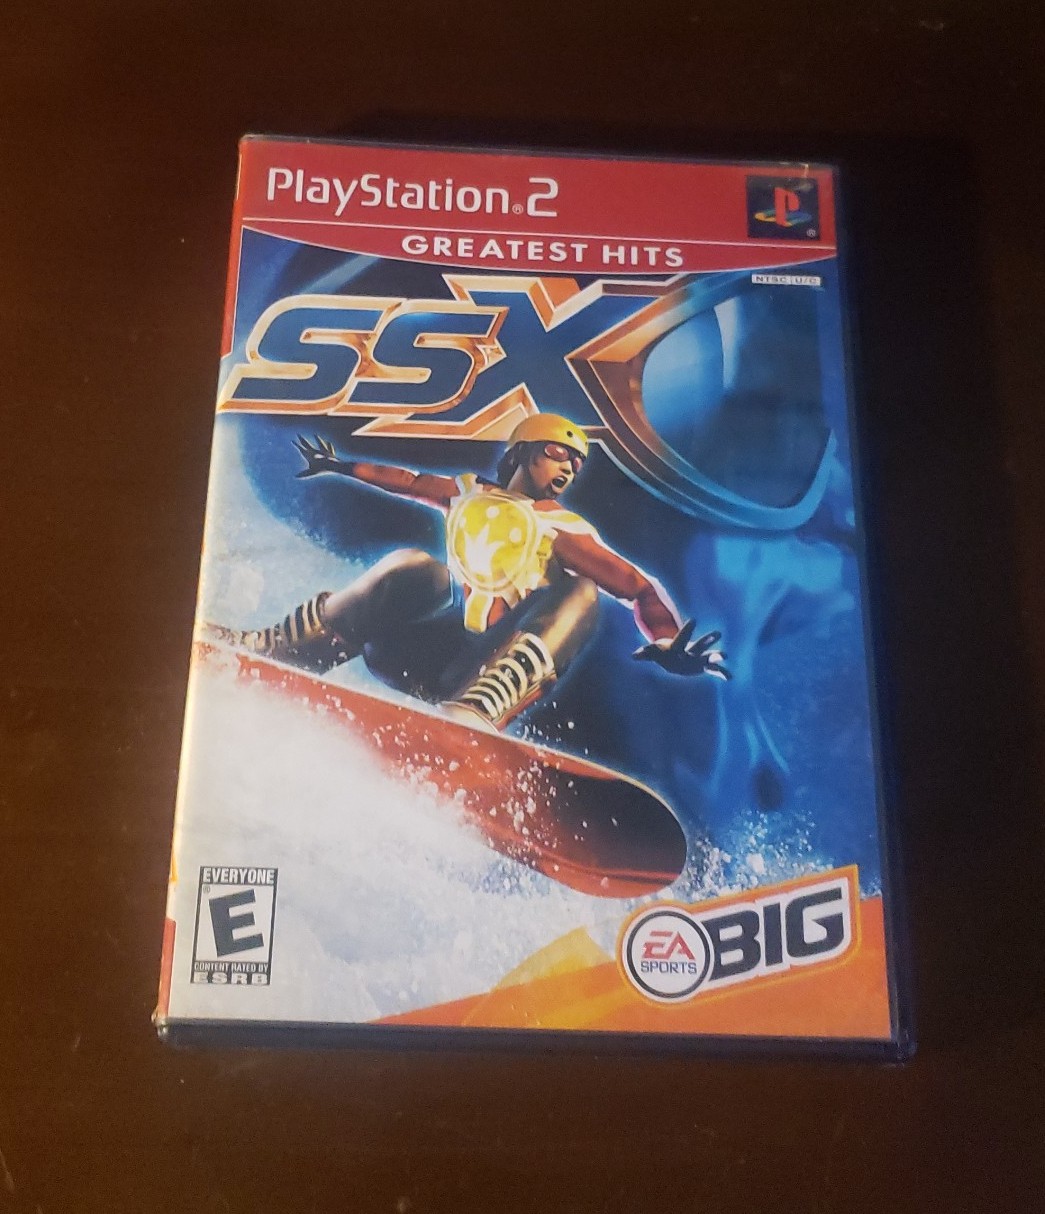 PlayStation®2
GREATEST HITS
NTSC U/C
SSX
EVERYONE
E
CONTENT RATED BY
ESRB
EA
SPORTS
BIG